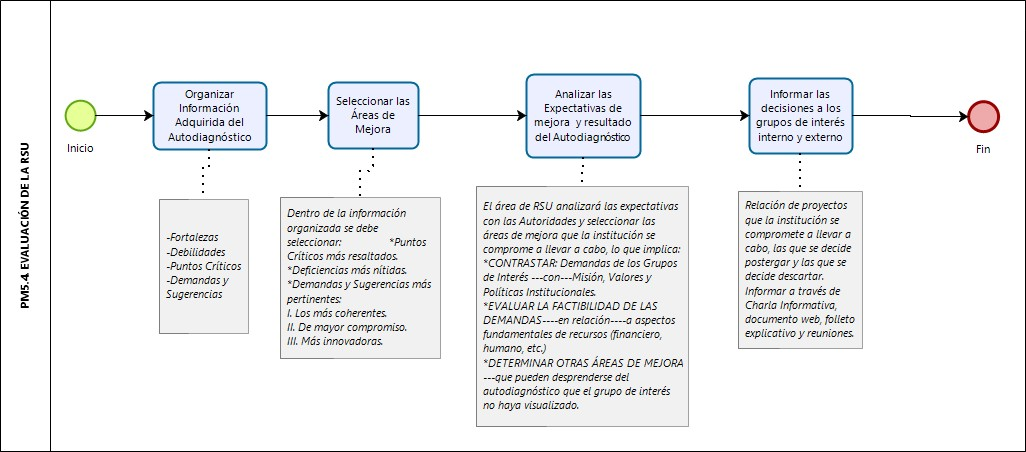 PM5.4. EVALUACIÓN DE LA RSU
Inicio
Organizar
Información
Adquirida del
Autodiagnóstico
Seleccionar las
Áreas de
Mejora
Analizar las
Expectativas de
mejora y resultado
del Autodiagnóstico
Informar las
decisiones a los
grupos de interés
interno y externo
Fin
-Fortalezas
-Debilidades
-Puntos Críticos
-Demandas y
Sugerencias
Dentro de la información
organizada se debe
seleccionar: *Puntos
Críticos más resaltados.
*Deficiencias más nítidas.
*Demandas y Sugerencias más
pertinentes:
I. Los más coherentes.
II. De mayor compromiso.
III. Más innovadoras.
El área de RSU analizará las expectativas
con las Autoridades y seleccionar las
áreas de mejora que la institución se
comprome a llevar a cabo, lo que implica:
*CONTRASTAR: Demandas de los Grupos
de Interés ---con---Misión, Valores y
Políticas Institucionales.
*EVALUAR LA FACTIBILIDAD DE LAS
DEMANDAS----en relación----a aspectos
fundamentales de recursos (financiero,
humano, etc.)
*DETERMINAR OTRAS ÁREAS DE MEJORA
---que pueden desprenderse del
autodiagnóstico que el grupo de interés
no haya visualizado.
Relación de proyectos
que la institución se
compromete a llevar a
cabo, las que se decide
postergar y las que se
decide descartar.
Informar a través de
Charla Informativa,
documento web, folleto
explicativo y reuniones.